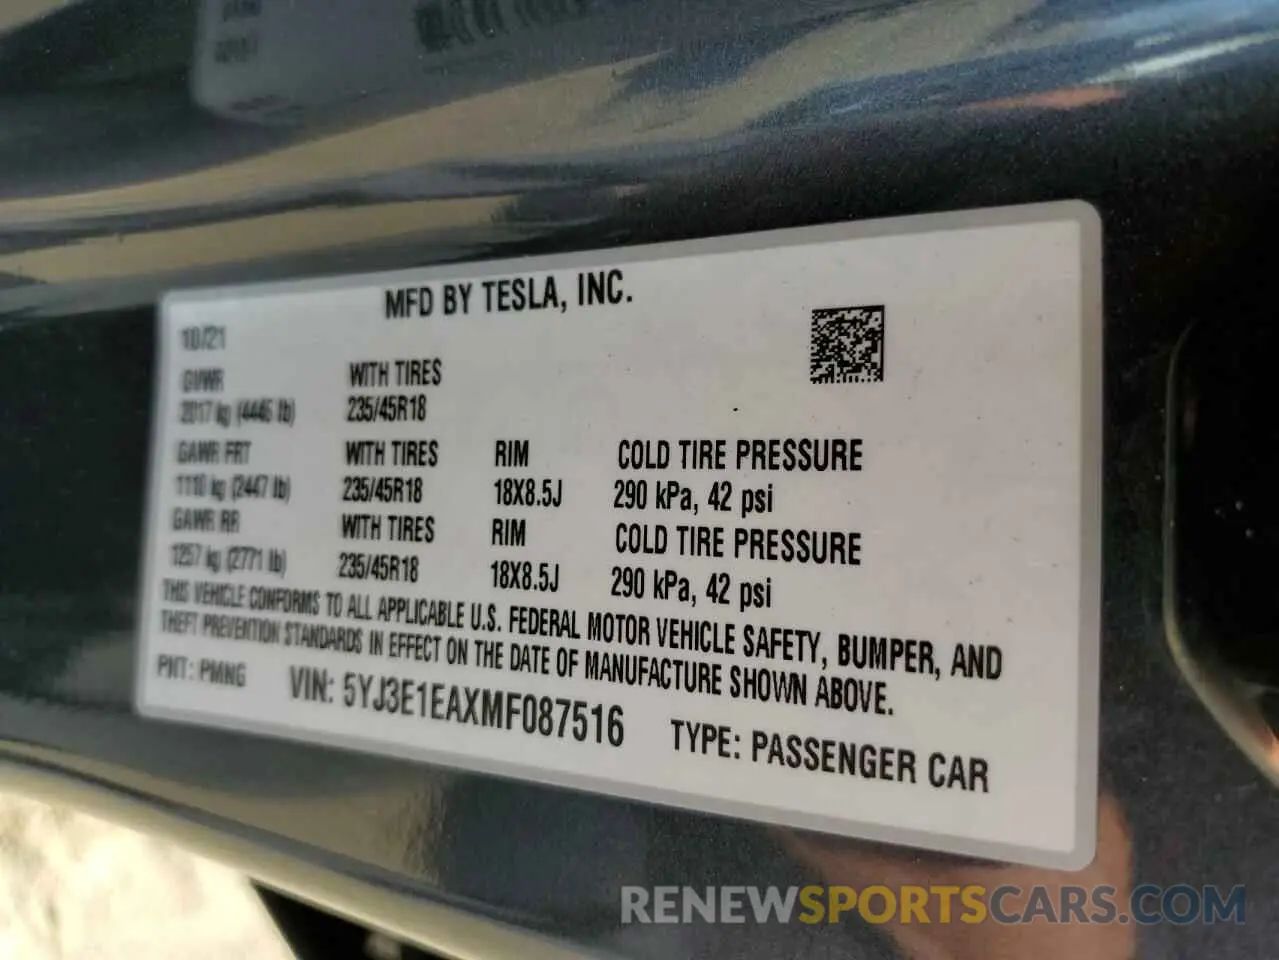 MFD BY TESLA, INC.
10/21
GVWR WITH TIRES
2017 kg (4446 lb) 235/45R18
GAWR FRT WITH TIRES RIM COLD TIRE PRESSURE
1110 kg (2447 lb) 235/45R18 18X8.5J 290 kPa, 42 psi
GAWR RR WITH TIRES RIM COLD TIRE PRESSURE
1257 kg (2771 lb) 235/45R18 18X8.5J 290 kPa, 42 psi
THIS VEHICLE CONFORMS TO ALL APPLICABLE U.S. FEDERAL MOTOR VEHICLE SAFETY, BUMPER, AND
THEFT PREVENTION STANDARDS IN EFFECT ON THE DATE OF MANUFACTURE SHOWN ABOVE.
PNT: PMNG VIN: 5YJ3E1EAXMF087516 TYPE: PASSENGER CAR
RENEWSPORTSCARS.COM